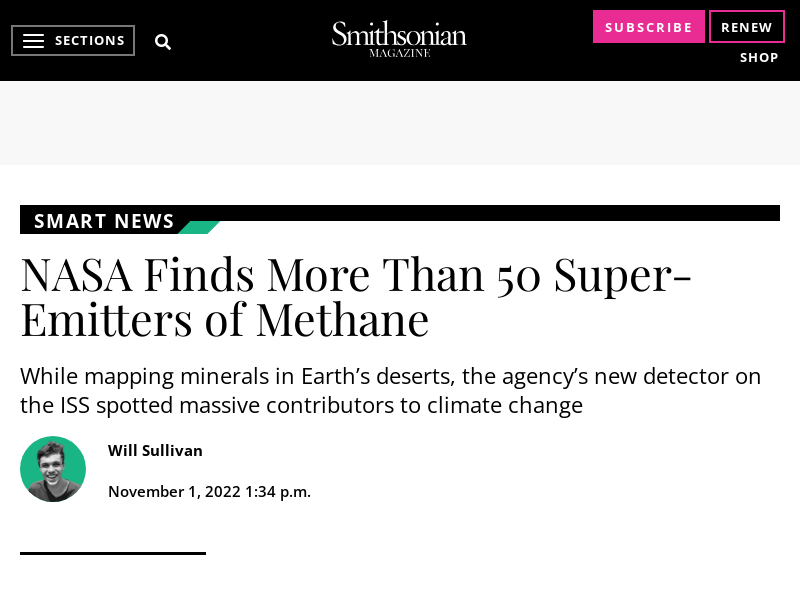 SECTIONS
Smithsonian
MAGAZINE
SUBSCRIBE
RENEW
SHOP
SMART NEWS
NASA Finds More Than 50 Super-
Emitters of Methane
While mapping minerals in Earth’s deserts, the agency’s new detector on
the ISS spotted massive contributors to climate change
Will Sullivan
November 1, 2022 1:34 p.m.